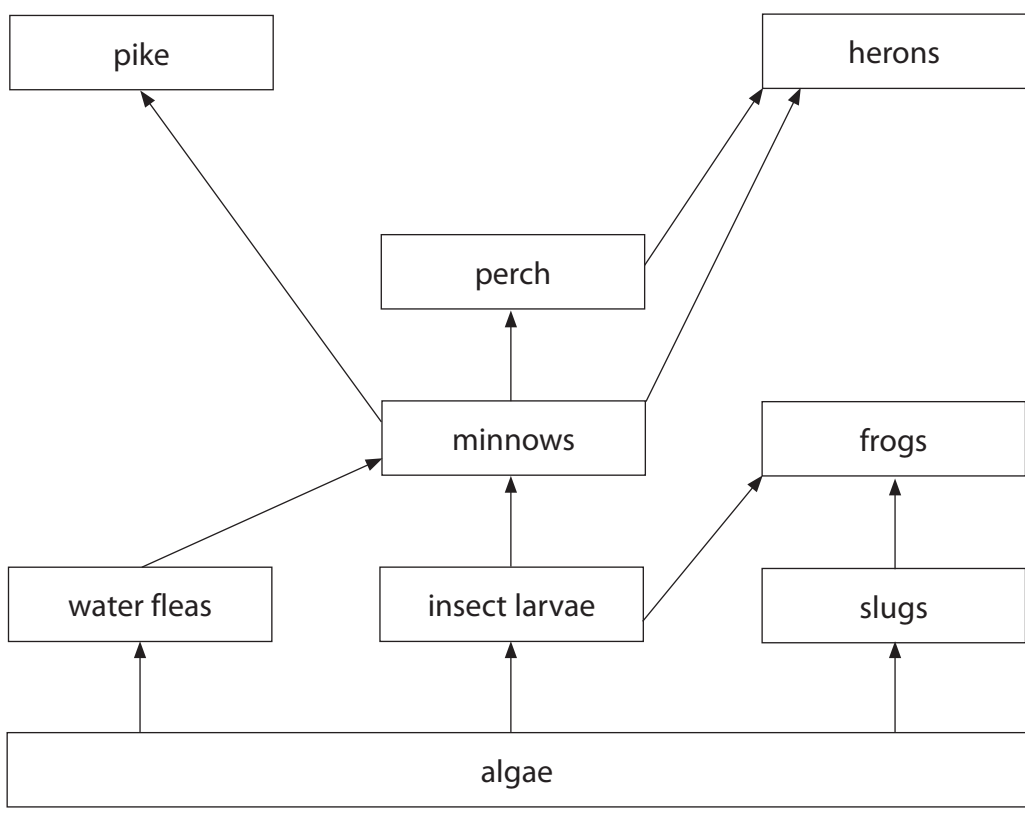 pike
herons
perch
minnows
frogs
water fleas
insect larvae
slugs
algae